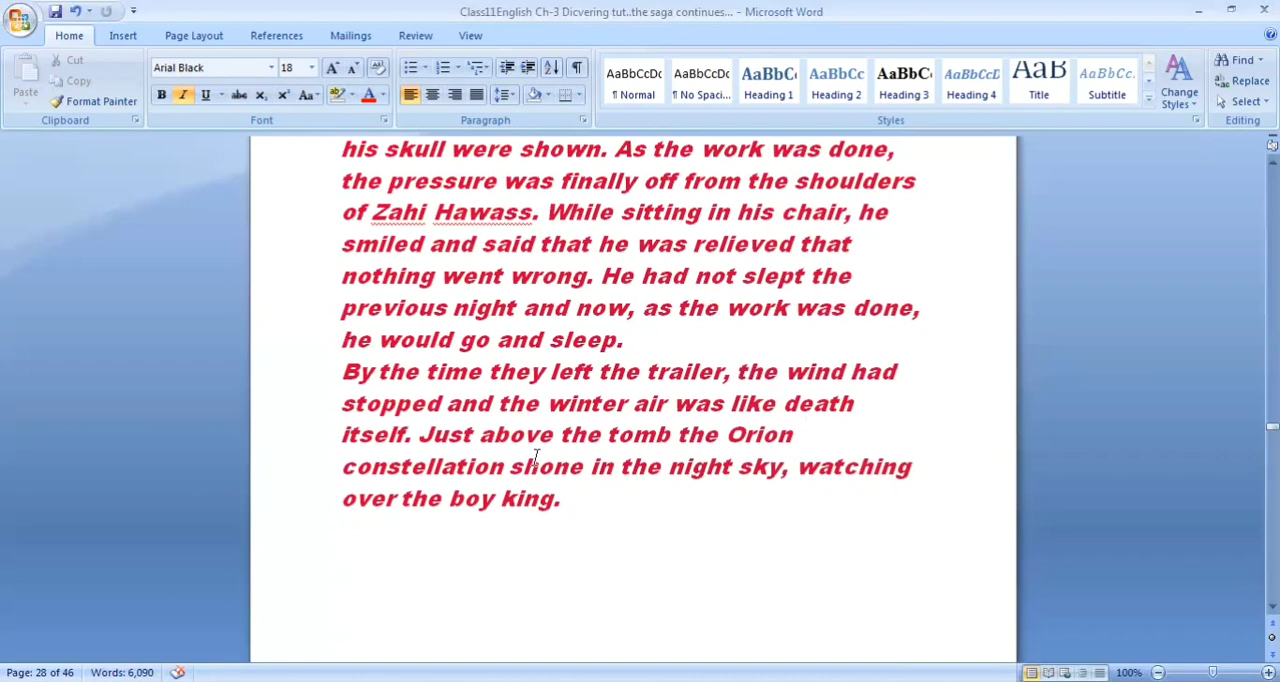 Class11English Ch-3 Dicvering tut..the saga continues... - Microsoft Word
Home Insert Page Layout References Mailings Review View
Paste
Cut
Copy
Format Painter
Clipboard
Arial Black 18
Font
Paragraph
AaBbCcDc AaBbCcDc AaBbC AaBbCc AaBbC AaBbCcD AaB AaBbCc.
¶ Normal ¶ No Spaci... Heading 1 Heading 2 Heading 3 Heading 4 Title Subtitle
Change Styles
Styles
Find
Replace
Select
Editing
his skull were shown. As the work was done,
the pressure was finally off from the shoulders
of Zahi Hawass. While sitting in his chair, he
smiled and said that he was relieved that
nothing went wrong. He had not slept the
previous night and now, as the work was done,
he would go and sleep.
By the time they left the trailer, the wind had
stopped and the winter air was like death
itself. Just above the tomb the Orion
constellation shone in the night sky, watching
over the boy king.
Page: 28 of 46 Words: 6,090 100%